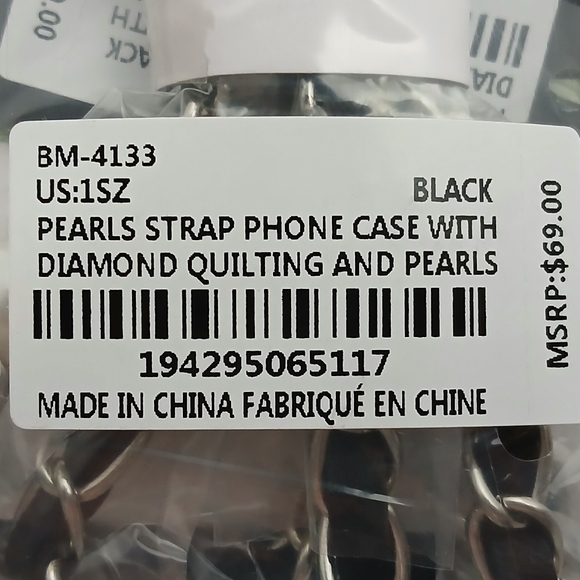 BM-4133
US:1SZ BLACK
PEARLS STRAP PHONE CASE WITH
DIAMOND QUILTING AND PEARLS
194295065117
MADE IN CHINA FABRIQUÉ EN CHINE
MSRP:$69.00